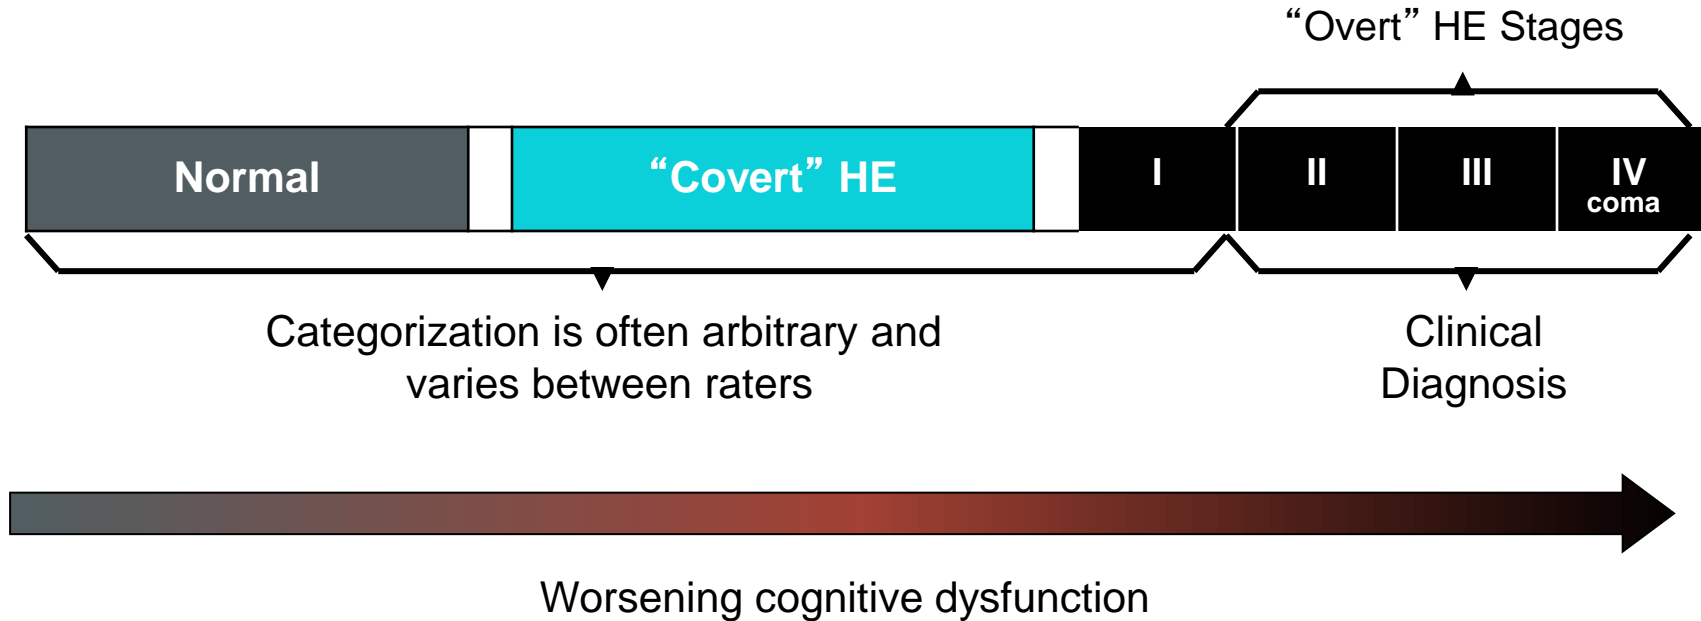 “Overt” HE Stages
Normal
“Covert” HE
I
II
III
IV
coma
Categorization is often arbitrary and
varies between raters
Clinical
Diagnosis
Worsening cognitive dysfunction